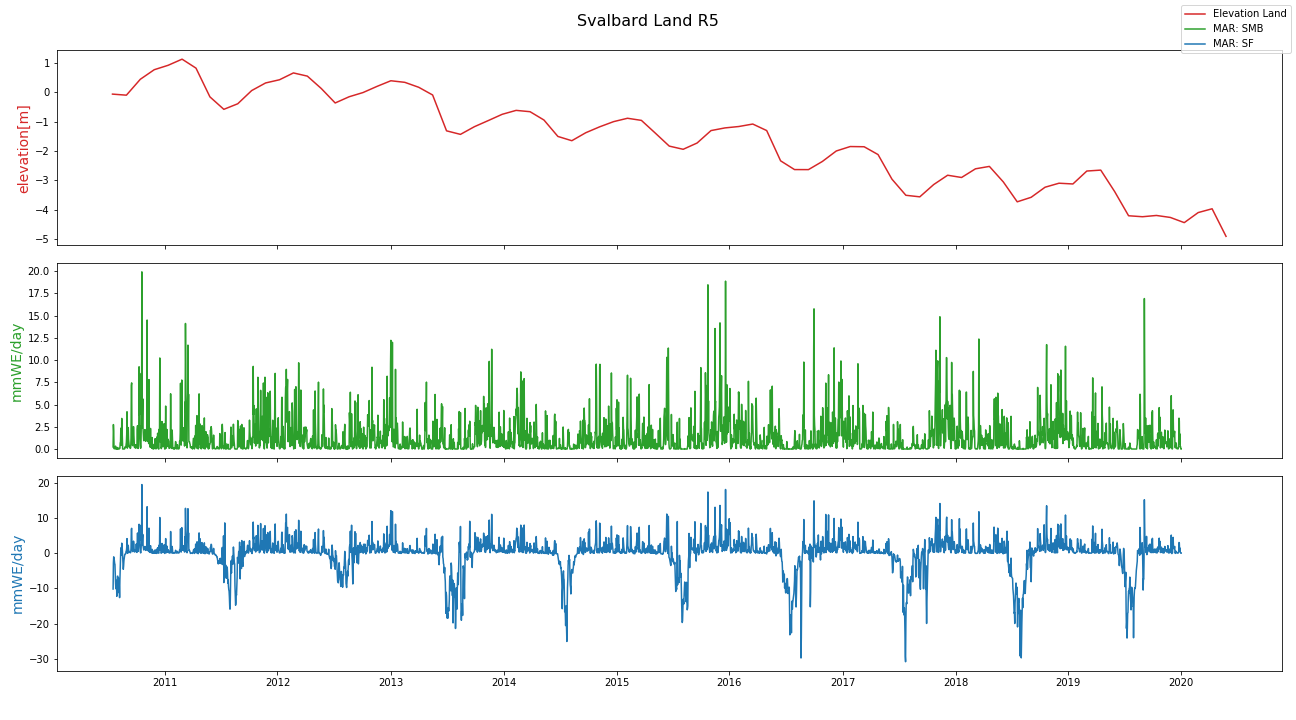 Svalbard Land R5
Elevation Land
MAR: SMB
MAR: SF
elevation[m]
1
0
−1
−2
−3
−4
−5
mmWE/day
20.0
17.5
15.0
12.5
10.0
7.5
5.0
2.5
0.0
mmWE/day
20
10
0
−10
−20
−30
2011 2012 2013 2014 2015 2016 2017 2018 2019 2020